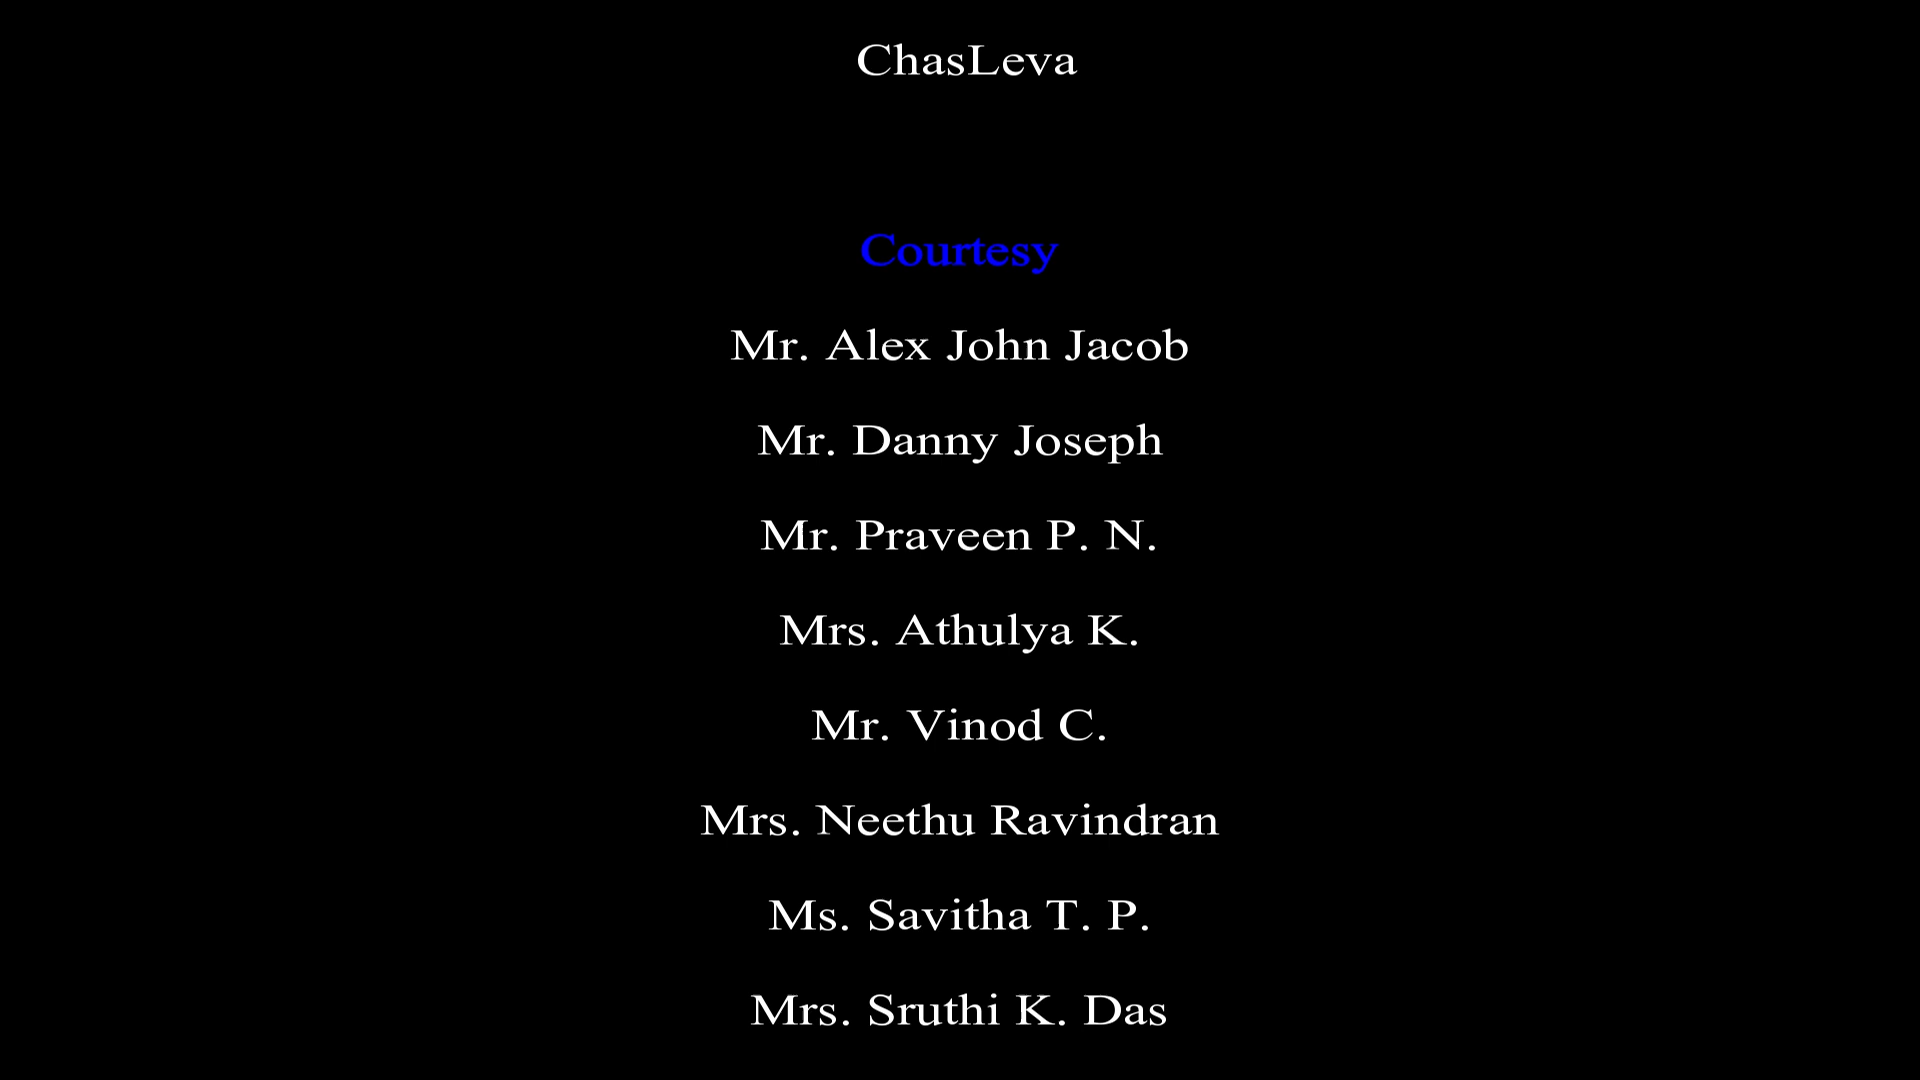 ChasLeva
Courtesy
Mr. Alex John Jacob
Mr. Danny Joseph
Mr. Praveen P. N.
Mrs. Athulya K.
Mr. Vinod C.
Mrs. Neethu Ravindran
Ms. Savitha T. P.
Mrs. Sruthi K. Das